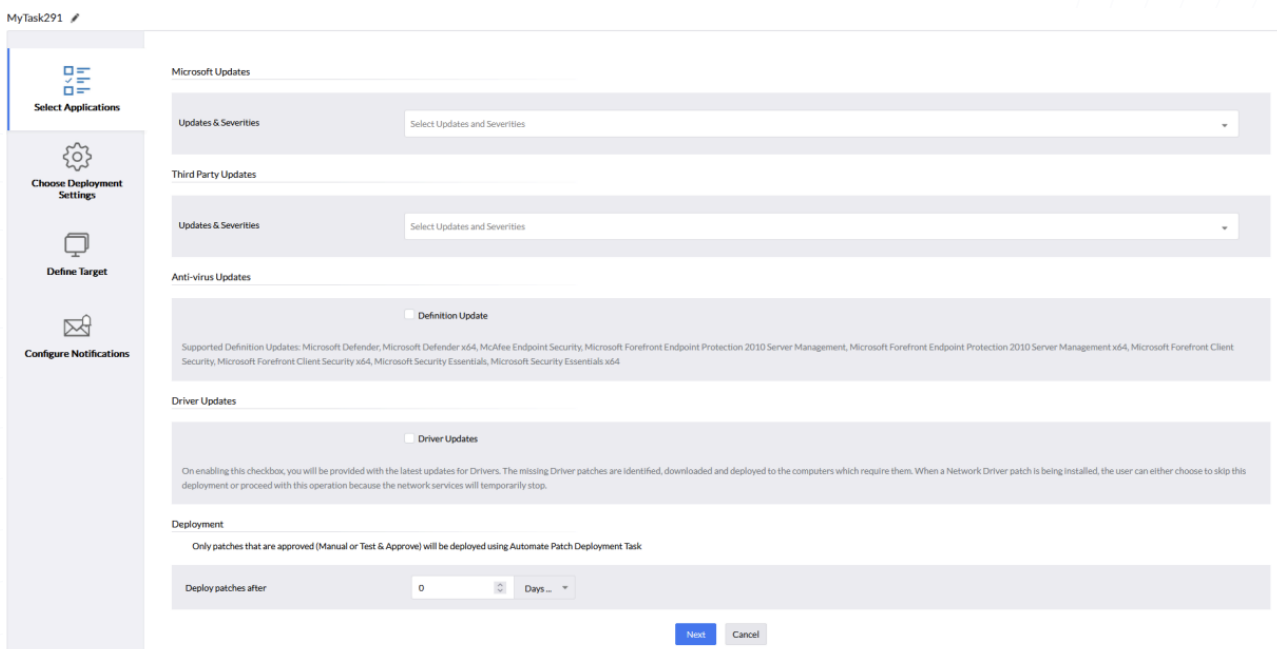 MyTask291
Select Applications
Choose Deployment
Settings
Define Target
Configure Notifications
Microsoft Updates
Updates & Severities
Select Updates and Severities
Third Party Updates
Updates & Severities
Select Updates and Severities
Anti-virus Updates
Definition Update
Supported Definition Updates: Microsoft Defender, Microsoft Defender x64, McAfee Endpoint Security, Microsoft Forefront Endpoint Protection 2010 Server Management, Microsoft Forefront Endpoint Protection 2010 Server Management x64, Microsoft Forefront Client
Security, Microsoft Forefront Client Security x64, Microsoft Security Essentials, Microsoft Security Essentials x64
Driver Updates
Driver Updates
On enabling this checkbox, you will be provided with the latest updates for Drivers. The missing Driver patches are identified, downloaded and deployed to the computers which require them. When a Network Driver patch is being installed, the user can either choose to skip this
deployment or proceed with this operation because the network services will temporarily stop.
Deployment
Only patches that are approved (Manual or Test & Approve) will be deployed using Automate Patch Deployment Task
Deploy patches after
0
Days ...
Next
Cancel